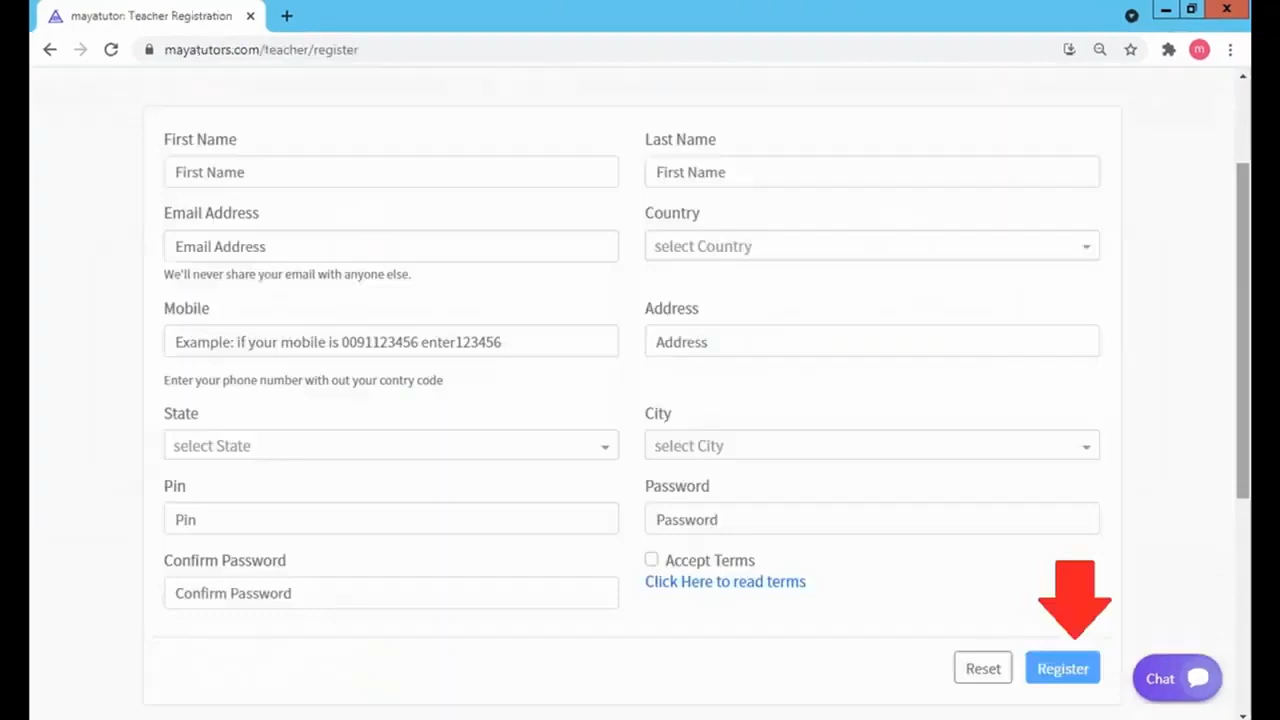 mayatutor: Teacher Registration
mayatutors.com/teacher/register
m
First Name
Last Name
First Name
First Name
Email Address
Country
Email Address
select Country
We'll never share your email with anyone else.
Mobile
Address
Example: if your mobile is 0091123456 enter123456
Address
Enter your phone number with out your contry code
State
City
select State
select City
Pin
Password
Pin
Password
Confirm Password
Accept Terms
Click Here to read terms
Confirm Password
Reset
Register
Chat